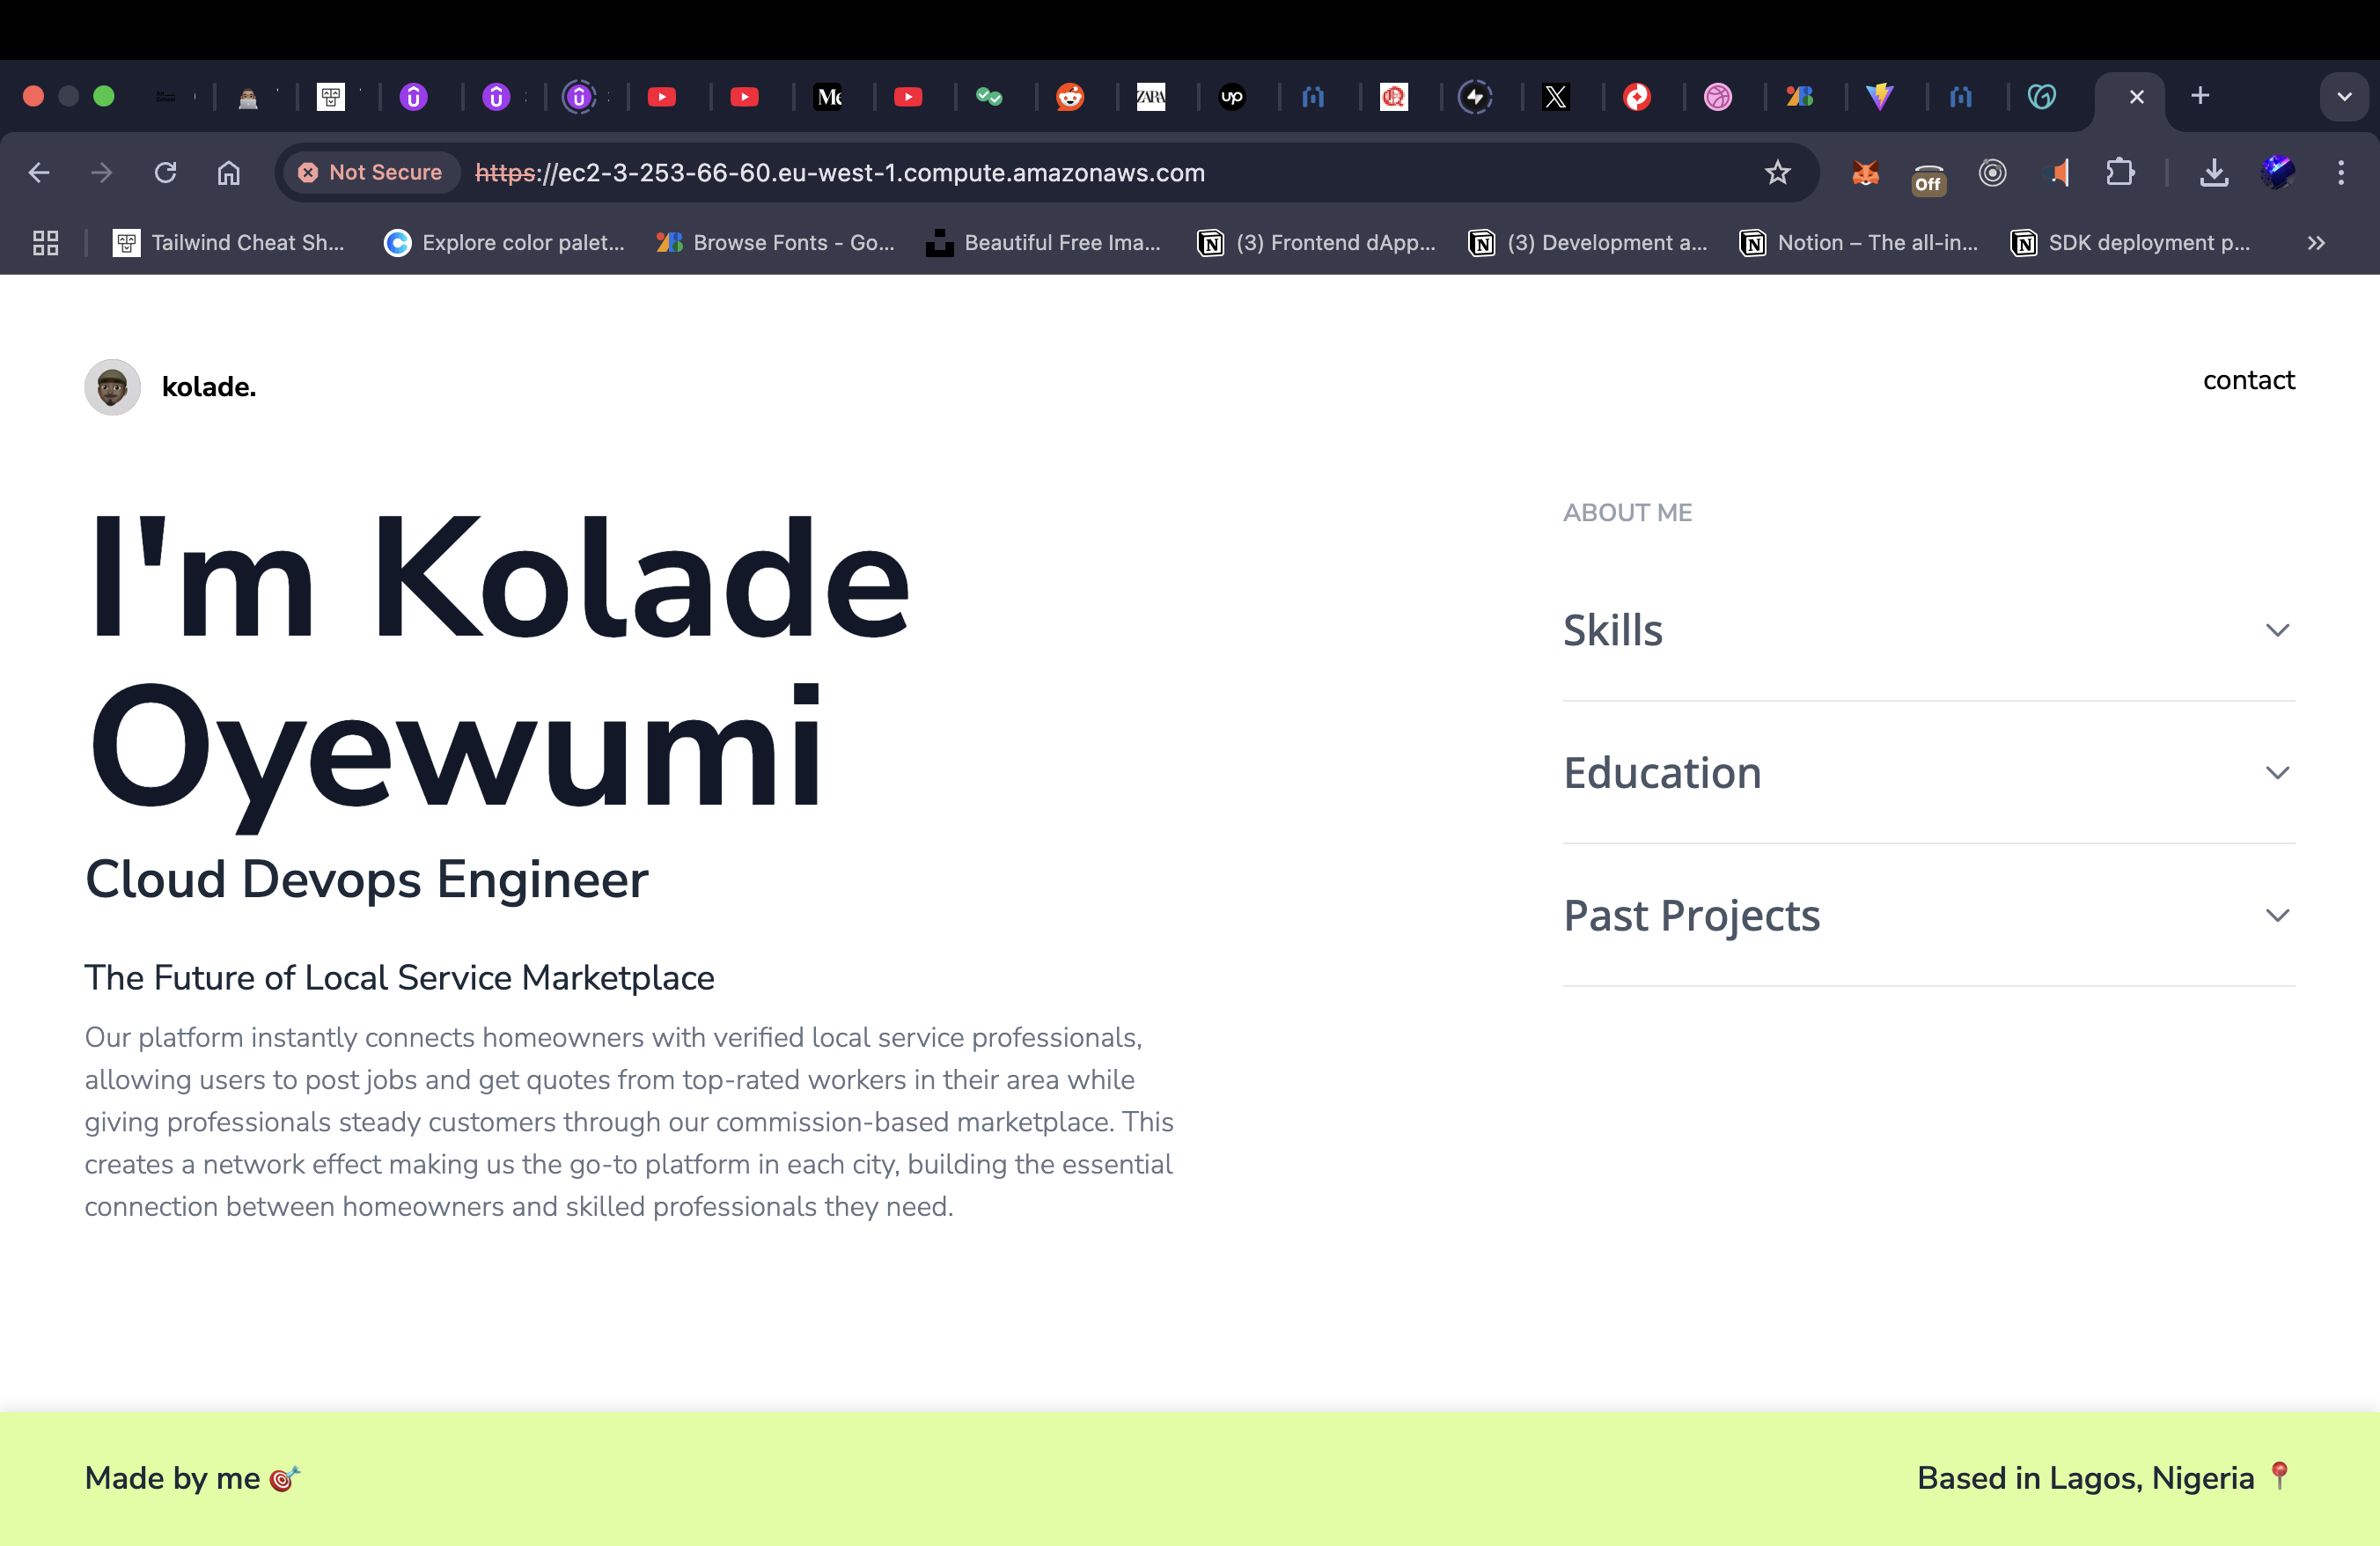 Not Secure https://ec2-3-253-66-60.eu-west-1.compute.amazonaws.com
Off
Tailwind Cheat Sh... Explore color palet... Browse Fonts - Go... Beautiful Free Ima... (3) Frontend dApp... (3) Development a... Notion – The all-in... SDK deployment p...
kolade.
contact
I'm Kolade
Oyewumi
Cloud Devops Engineer
The Future of Local Service Marketplace
Our platform instantly connects homeowners with verified local service professionals,
allowing users to post jobs and get quotes from top-rated workers in their area while
giving professionals steady customers through our commission-based marketplace. This
creates a network effect making us the go-to platform in each city, building the essential
connection between homeowners and skilled professionals they need.
ABOUT ME
Skills
Education
Past Projects
Made by me
Based in Lagos, Nigeria